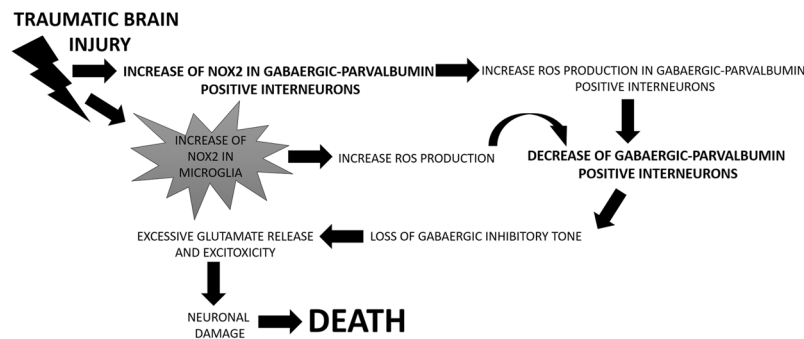 TRAUMATIC BRAIN
INJURY
INCREASE OF NOX2 IN GABAERGIC-PARVALBUMIN
POSITIVE INTERNEURONS
INCREASE ROS PRODUCTION IN GABAERGIC-PARVALBUMIN
POSITIVE INTERNEURONS
INCREASE OF
NOX2 IN
MICROGLIA
INCREASE ROS PRODUCTION
DECREASE OF GABAERGIC-PARVALBUMIN
POSITIVE INTERNEURONS
LOSS OF GABAERGIC INHIBITORY TONE
EXCESSIVE GLUTAMATE RELEASE
AND EXCITOXICITY
NEURONAL
DAMAGE
DEATH